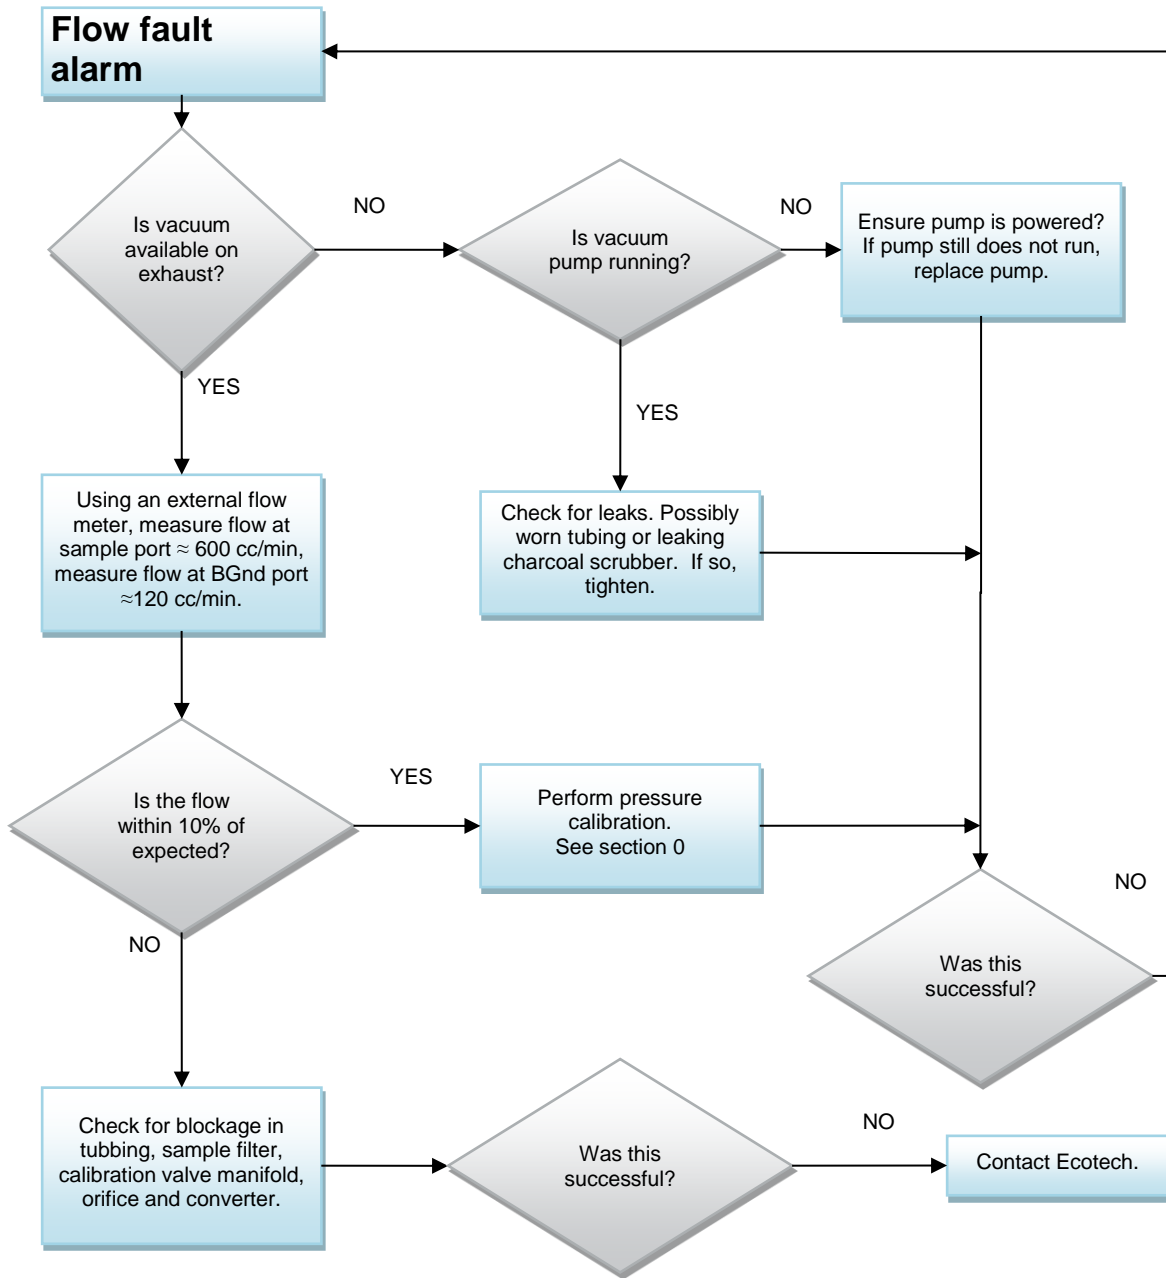 Flow fault
alarm
Is vacuum
available on
exhaust?
NO
Is vacuum
pump running?
NO
Ensure pump is powered?
If pump still does not run,
replace pump.
YES
YES
Using an external flow
meter, measure flow at
sample port ≈ 600 cc/min,
measure flow at BGnd port
≈120 cc/min.
Check for leaks. Possibly
worn tubing or leaking
charcoal scrubber.  If so,
tighten.
Is the flow
within 10% of
expected?
YES
Perform pressure
calibration.
See section 0
NO
NO
Was this
successful?
Check for blockage in
tubbing, sample filter,
calibration valve manifold,
orifice and converter.
Was this
successful?
NO
Contact Ecotech.